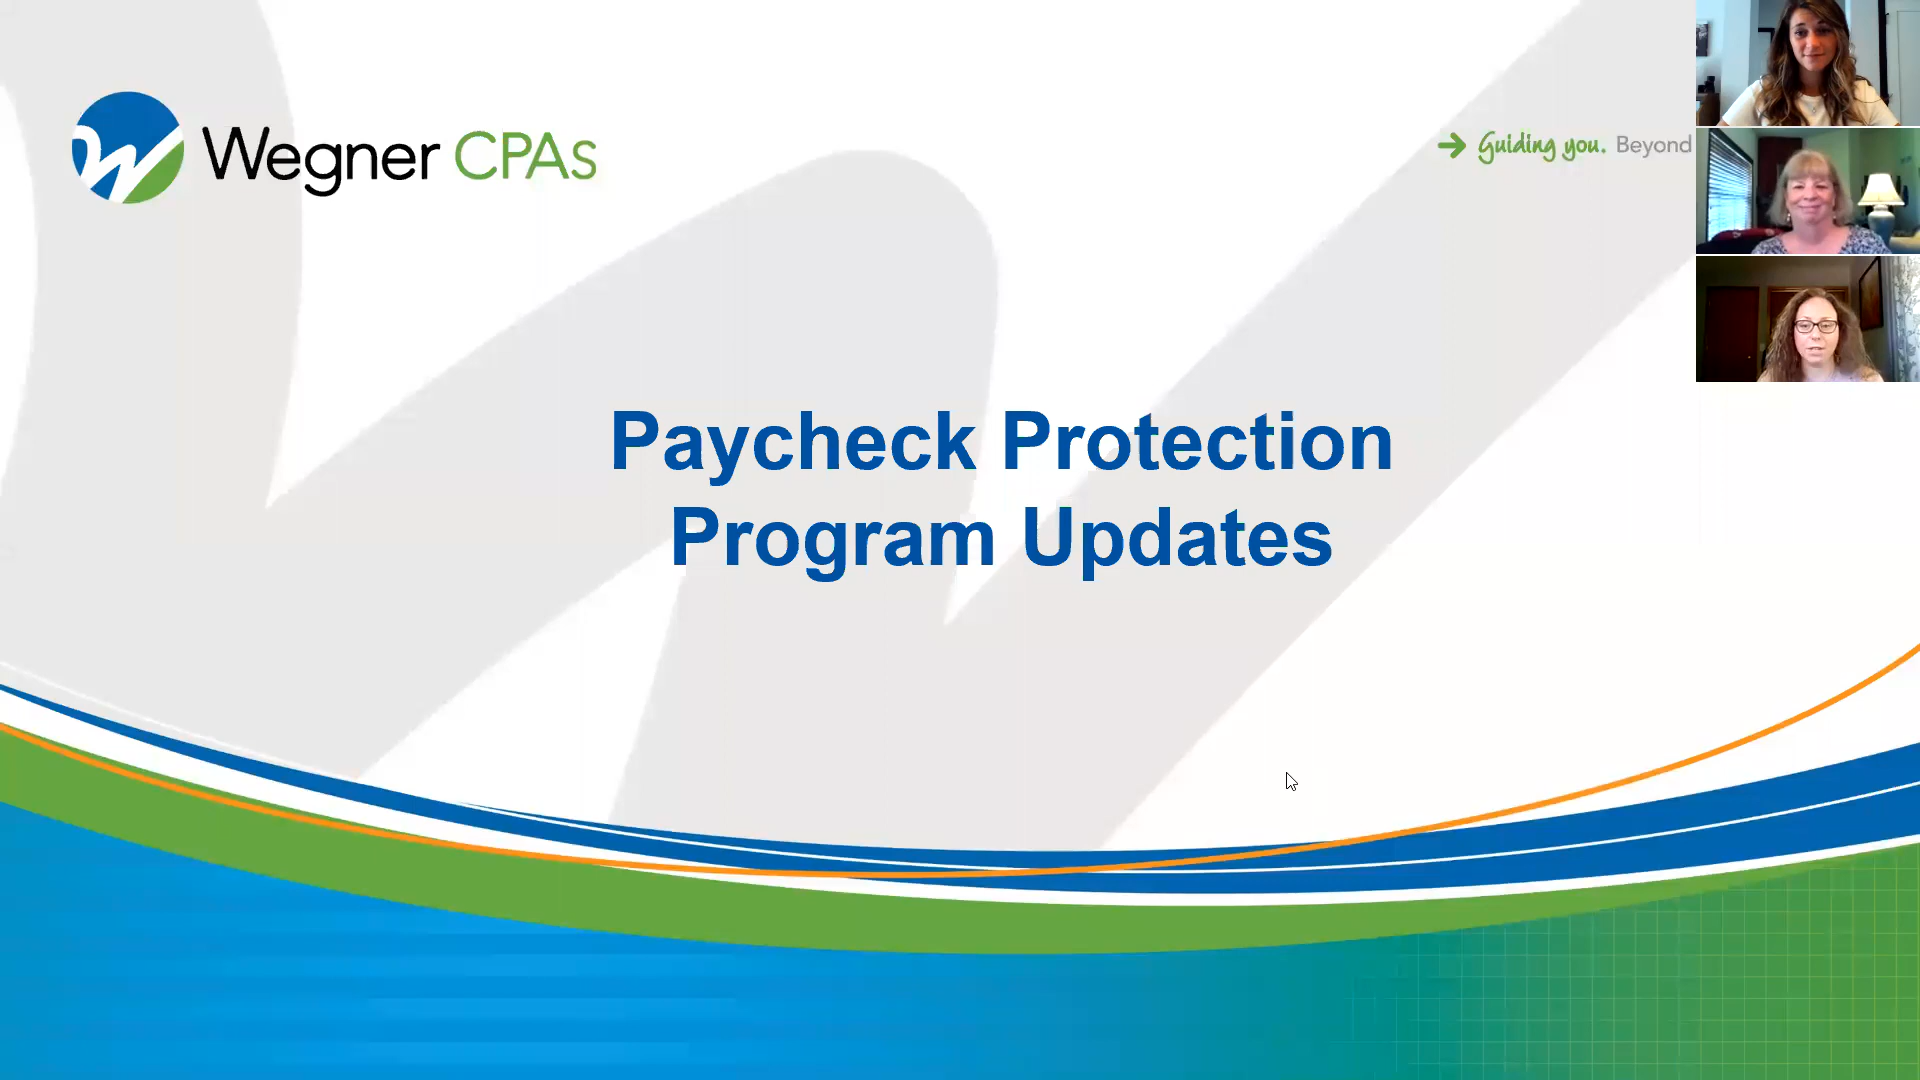 Wegner CPAs
Guiding you. Beyond
Paycheck Protection
Program Updates